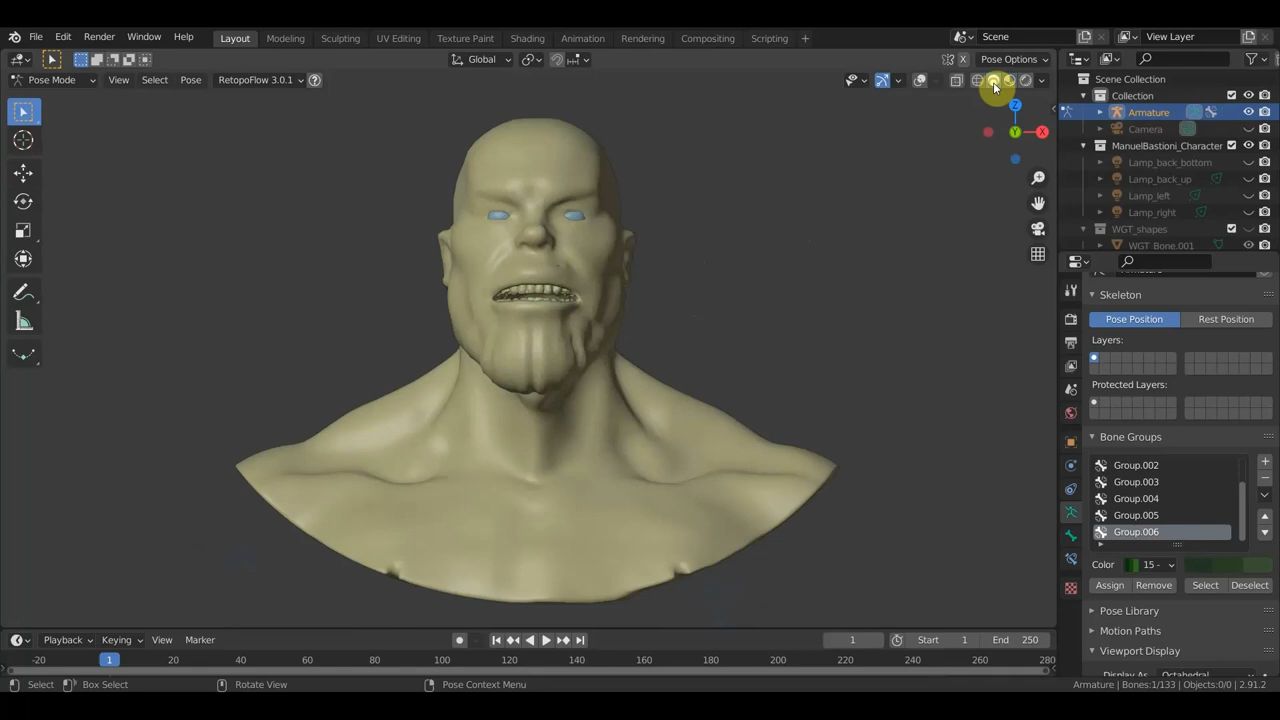 File Edit Render Window Help
Layout Modeling Sculpting UV Editing Texture Paint Shading Animation Rendering Compositing Scripting +
Scene View Layer
Global X Pose Options
Pose Mode View Select Pose RetopoFlow 3.0.1 ?
Z
Y X
Scene Collection
Collection
Armature
Camera
ManuelBastioni_Character
Lamp_back_bottom
Lamp_back_up
Lamp_left
Lamp_right
WGT_shapes
WGT_Bone.001
Skeleton
Pose Position Rest Position
Layers:
Protected Layers:
Bone Groups
Group.002
Group.003
Group.004
Group.005
Group.006
Color 15 -
Assign Remove Select Deselect
Pose Library
Motion Paths
Viewport Display
Display As Octahedral
Playback Keying View Marker 1 Start 1 End 250
-20 1 20 40 60 80 100 120 140 160 180 200 220 240 260 280
Select Box Select Rotate View Pose Context Menu Armature | Bones:1/133 | Objects:0/0 | 2.91.2